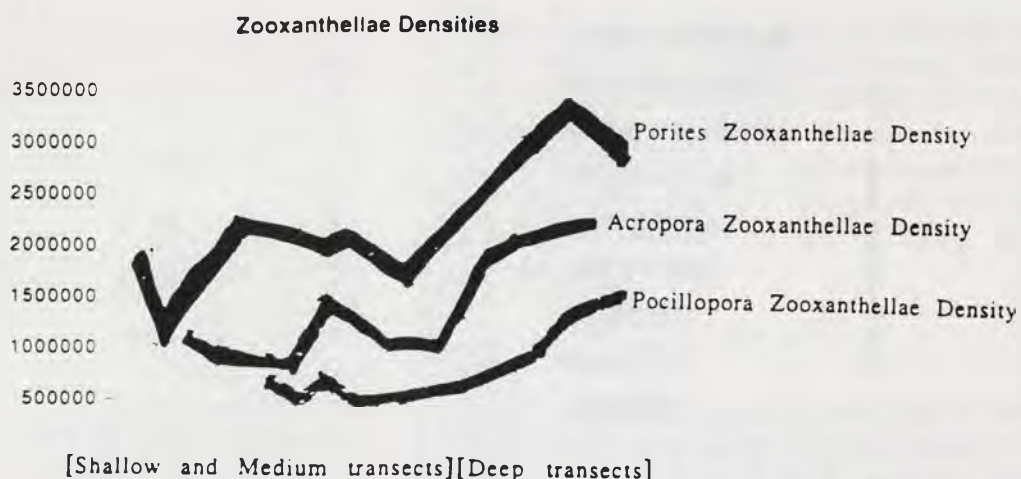 Zooxanthellae Densities
3500000
3000000
2500000
2000000
1500000
1000000
500000
Porites Zooxanthellae Density
Acropora Zooxanthellae Density
Pocillopora Zooxanthellae Density
[Shallow and Medium transects][Deep transects]